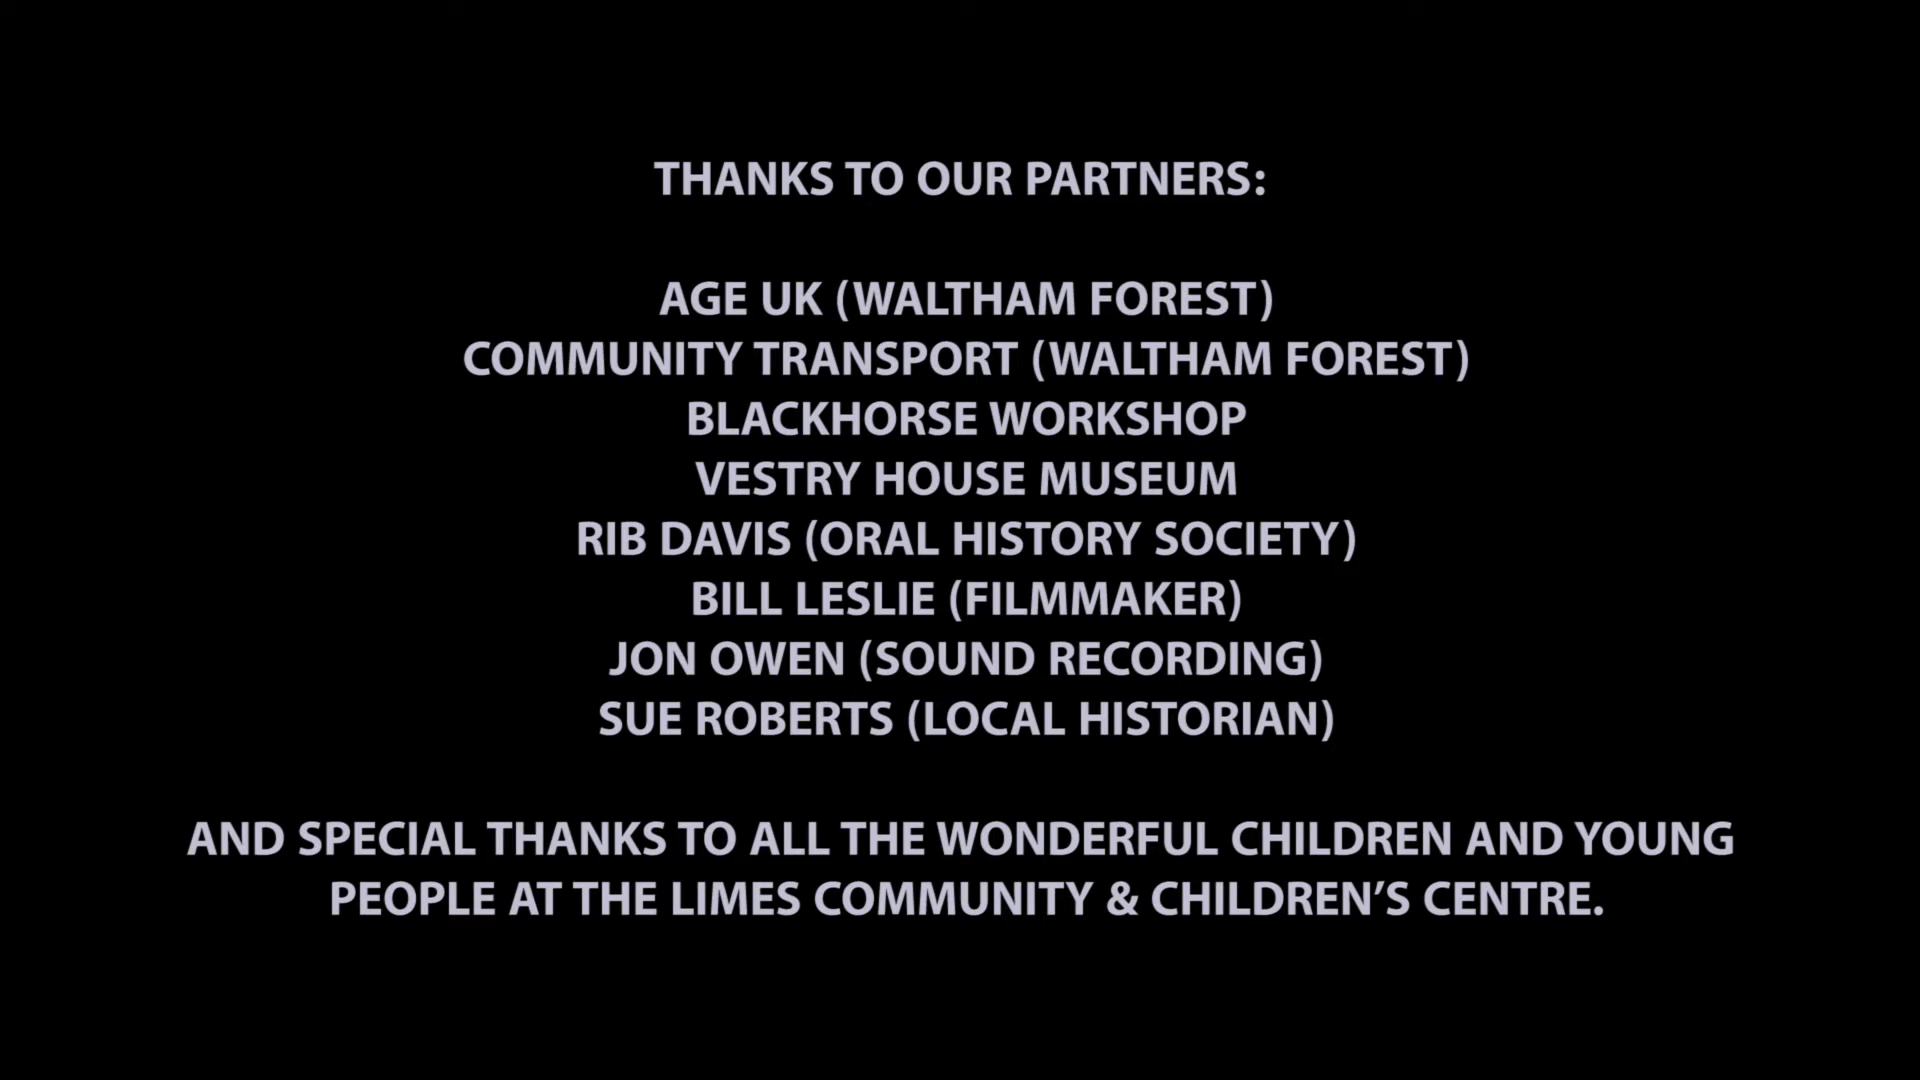 THANKS TO OUR PARTNERS:
AGE UK (WALTHAM FOREST)
COMMUNITY TRANSPORT (WALTHAM FOREST)
BLACKHORSE WORKSHOP
VESTRY HOUSE MUSEUM
RIB DAVIS (ORAL HISTORY SOCIETY)
BILL LESLIE (FILMMAKER)
JON OWEN (SOUND RECORDING)
SUE ROBERTS (LOCAL HISTORIAN)
AND SPECIAL THANKS TO ALL THE WONDERFUL CHILDREN AND YOUNG
PEOPLE AT THE LIMES COMMUNITY & CHILDREN’S CENTRE.